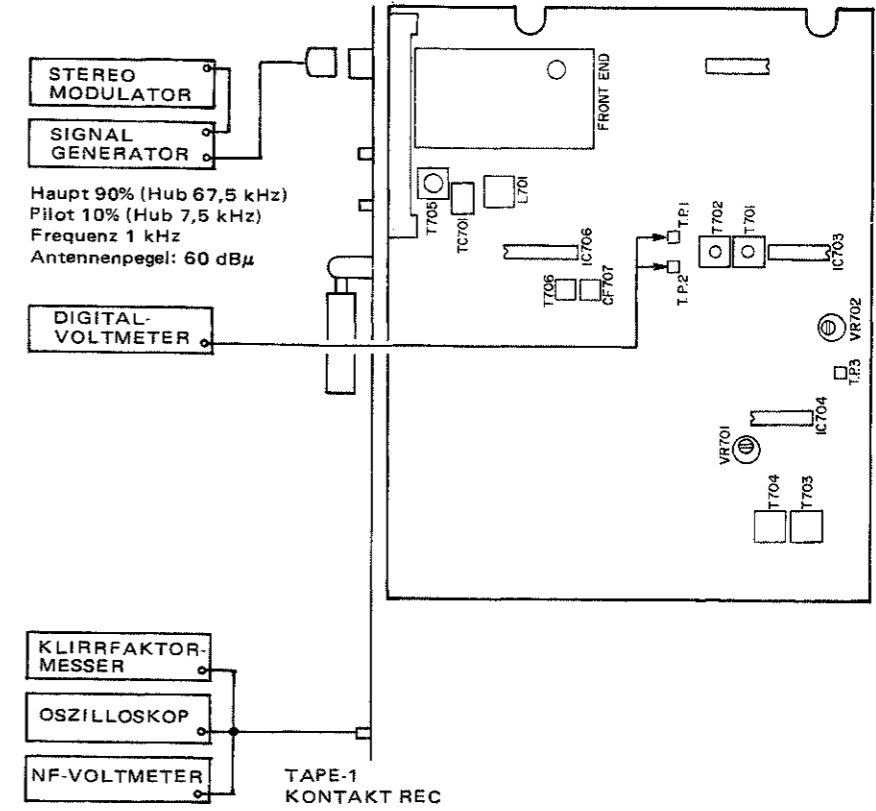 STEREO
MODULATOR
SIGNAL
GENERATOR
Haupt 90% (Hub 67,5 kHz)
Pilot 10% (Hub 7,5 kHz)
Frequenz 1 kHz
Antennenpegel: 60 dBμ
DIGITAL-
VOLTMETER
KLIRRFAKTOR-
MESSER
OSZILLOSKOP
NF-VOLTMETER
TAPE-1
KONTAKT REC
FRONT END
T705
TC701
L701
IC706
T706
CF707
T.P.1
T.P.2
T702
T701
IC703
VR702
T.P.3
IC704
VR701
T704
T703